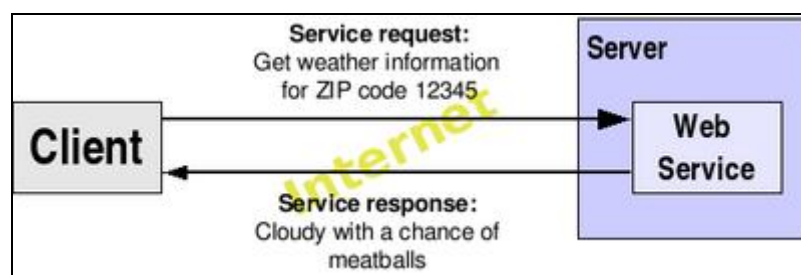 Service request:
Get weather information
for ZIP code 12345
Server
Client
Internet
Web
Service
Service response:
Cloudy with a chance of
meatballs